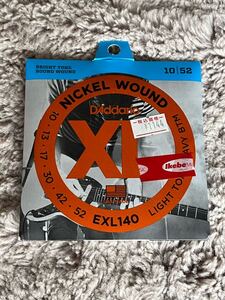 BRIGHT TONE
ROUND WOUND
10 | 52
NICKEL WOUND
D'Addario
XL
10 · 13 · 17 · 30 · 42 · 52
EXL140
LIGHT TO
Ikebe